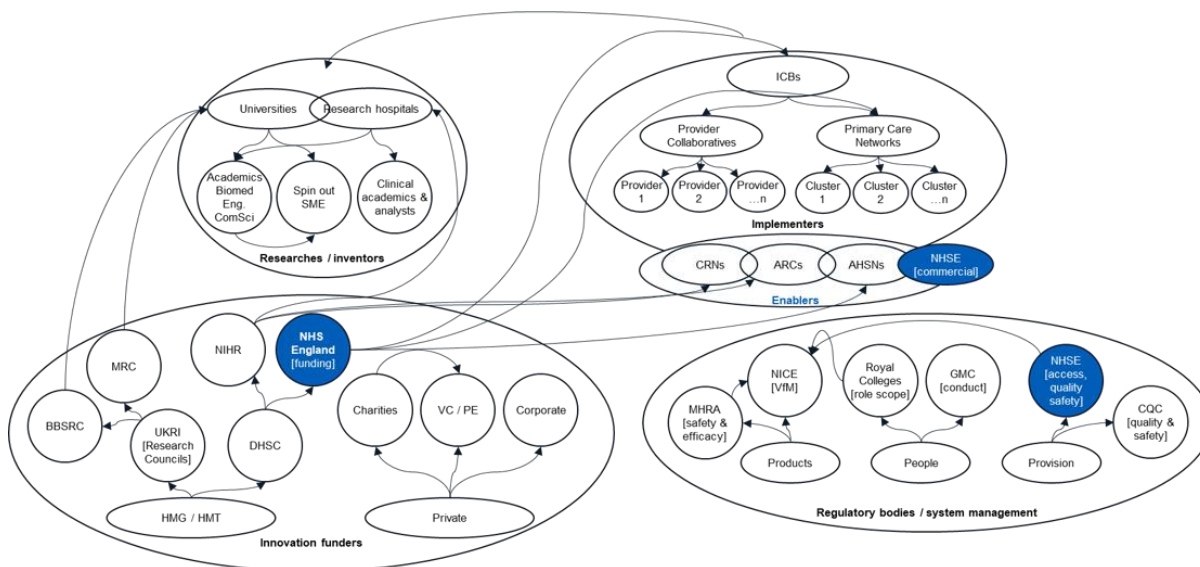 ICBs
Universities
Research hospitals
Provider
Collaboratives
Primary Care
Networks
Academics
Biomed
Eng.
ComSci
Spin out
SME
Clinical
academics &
analysts
Provider
1
Provider
2
Provider
...n
Cluster
1
Cluster
2
Cluster
...n
Implementers
Researches / inventors
CRNs
ARCs
AHSNs
NHSE
[commercial]
Enablers
MRC
NIHR
NHS
England
[funding]
BBSRC
UKRI
[Research
Councils]
DHSC
Charities
VC / PE
Corporate
HMG / HMT
Private
Innovation funders
NICE
[VfM]
Royal
Colleges
[role scope]
GMC
[conduct]
NHSE
[access,
quality
safety]
MHRA
[safety &
efficacy]
CQC
[quality &
safety]
Products
People
Provision
Regulatory bodies / system management